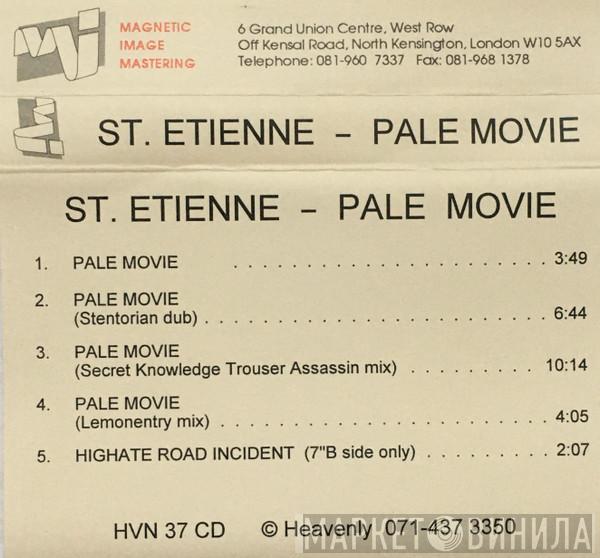 MAGNETIC
IMAGE
MASTERING
6 Grand Union Centre, West Row
Off Kensal Road, North Kensington, London W10 5AX
Telephone: 081-960 7337 Fax: 081-968 1378
ST. ETIENNE – PALE MOVIE
ST. ETIENNE – PALE MOVIE
1. PALE MOVIE . . . . . . . . . . . . . . . . . . . . . . 3:49
2. PALE MOVIE
(Stentorian dub) . . . . . . . . . . . . . . . . . . . . . . . . 6:44
3. PALE MOVIE
(Secret Knowledge Trouser Assassin mix) . . . . . . . . 10:14
4. PALE MOVIE
(Lemonentry mix) . . . . . . . . . . . . . . . . . . . . . . . 4:05
5. HIGHATE ROAD INCIDENT (7"B side only) . . . . . . . . . 2:07
HVN 37 CD © Heavenly 071-437 3350
МАРКЕТ ВИНИЛА